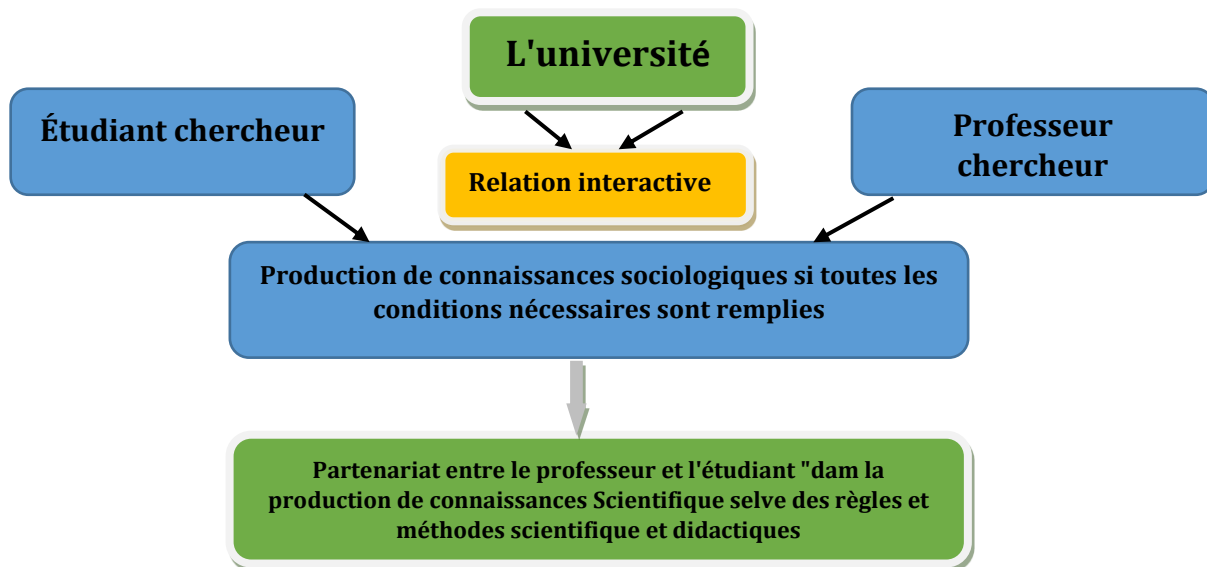 L'université
Étudiant chercheur
Professeur
chercheur
Relation interactive
Production de connaissances sociologiques si toutes les
conditions nécessaires sont remplies
Partenariat entre le professeur et l'étudiant "dam la
production de connaissances Scientifique selve des règles et
méthodes scientifique et didactiques